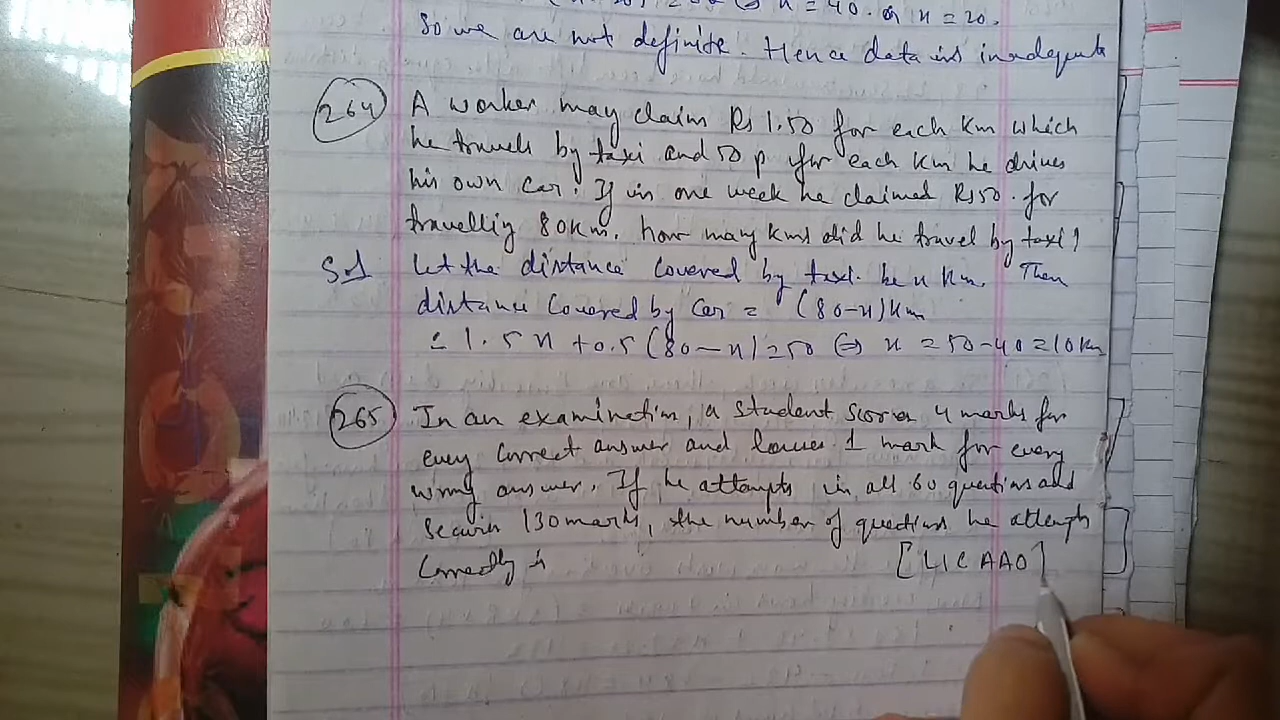 = 40. or x = 20.
So we are not definite. Hence data is inadequate
264 A worker may claim Rs 1.50 for each Km which
he travels by taxi and 50 p for each Km he drives
his own car. If in one week he claimed Rs 50. for
travelling 80 Km. how many Kms did he travel by taxi?
Sol Let the distance covered by taxi. be x Km. Then
distance covered by Car = (80-x) Km
= 1.5x + 0.5 (80-x) = 50 ⇔ x = 50-40 = 10 Km
265 In an examination, a student scores 4 marks for
every correct answer and losses 1 mark for every
wrong answer. If he attempts in all 60 questions and
secures 130 marks, the number of questions he attempts
correctly is [LIC AAO]